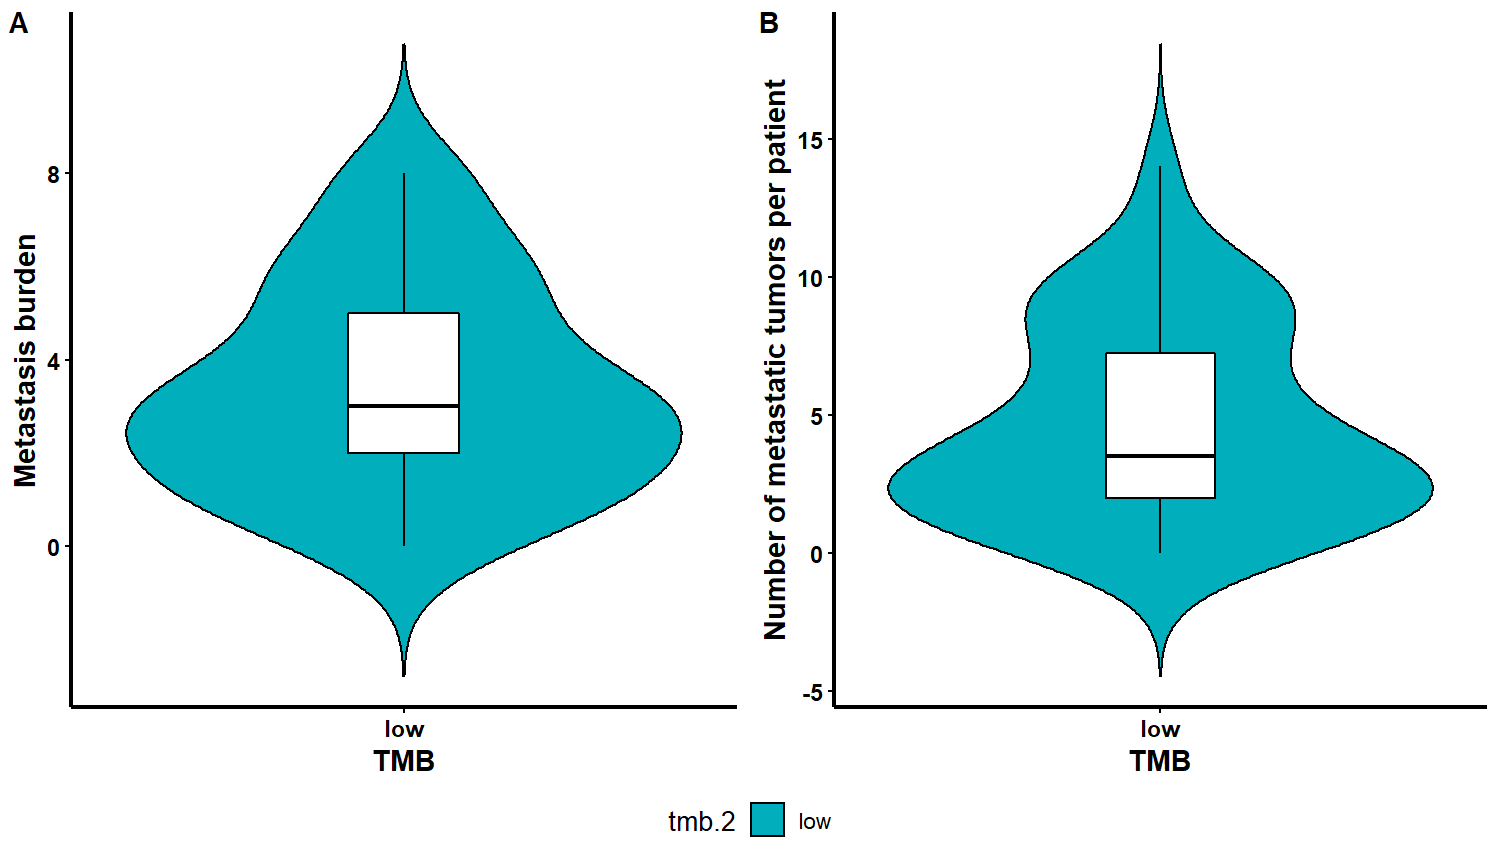 A
Metastasis burden
8
4
0
low
TMB
B
Number of metastatic tumors per patient
15
10
5
0
-5
low
TMB
tmb.2 low